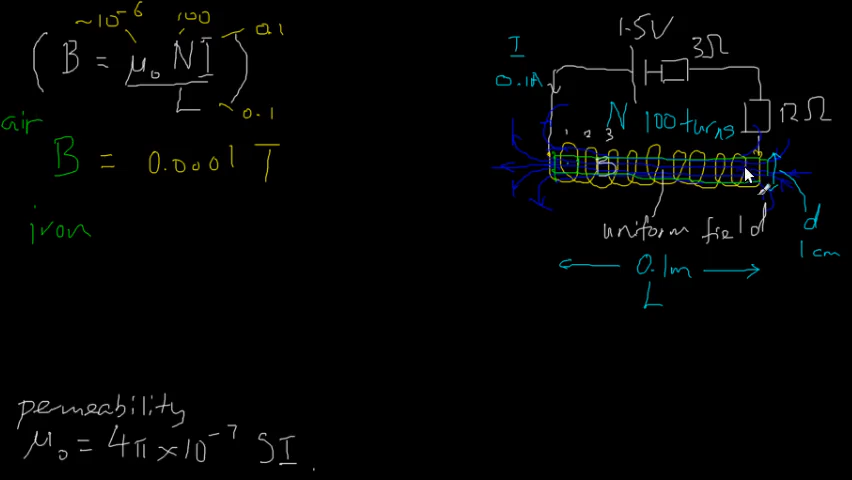 ~10⁻⁶ 100
(B = μ₀NI/L) 0.1
0.1
air
B = 0.0001 T
iron
permeability
μ₀ = 4π×10⁻⁷ SI.
1.5V
I
3Ω
0.1A
12Ω
N 100 turns
1 2 3
uniform field
d
1cm
0.1m
L